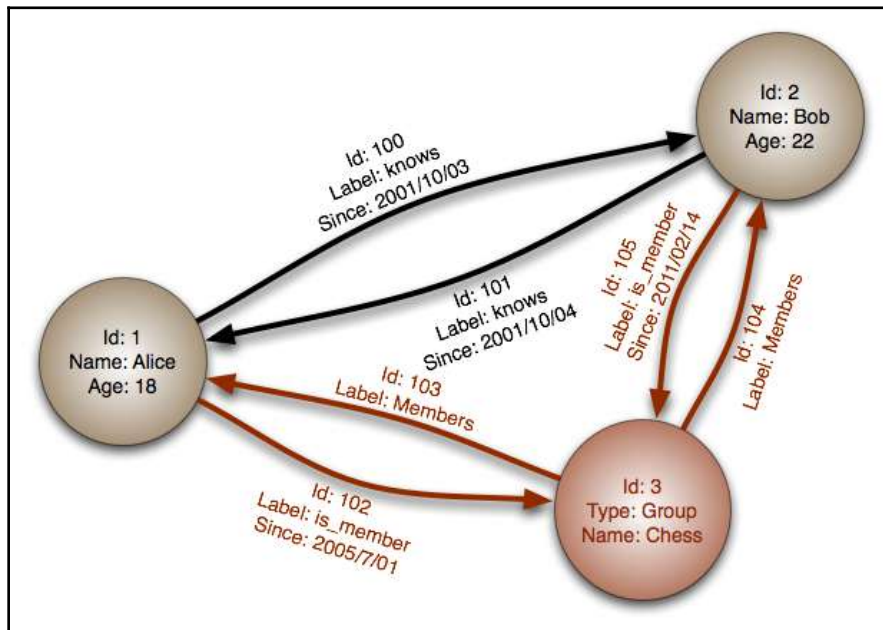 Id: 2
Name: Bob
Age: 22
Id: 100
Label: knows
Since: 2001/10/03
Id: 101
Label: knows
Since: 2001/10/04
Id: 105
Label: is_member
Since: 2011/02/14
Id: 104
Label: Members
Id: 1
Name: Alice
Age: 18
Id: 103
Label: Members
Id: 102
Label: is_member
Since: 2005/7/01
Id: 3
Type: Group
Name: Chess